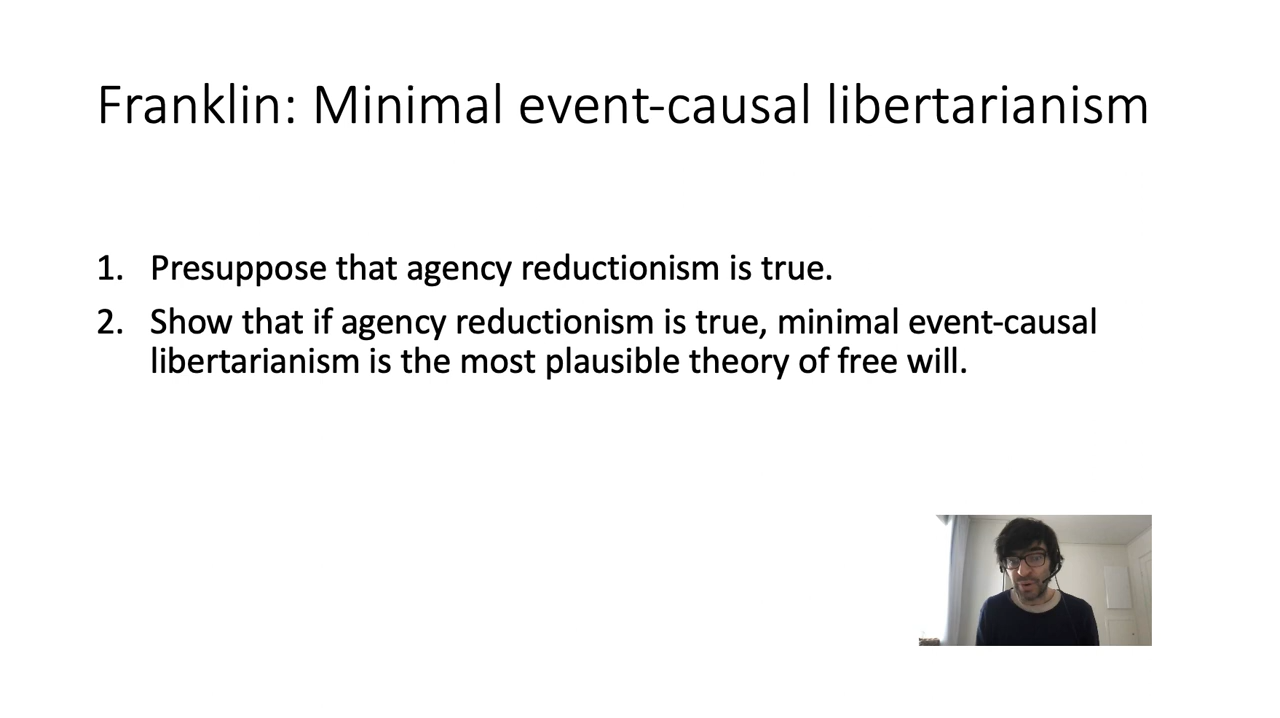 Franklin: Minimal event-causal libertarianism
1. Presuppose that agency reductionism is true.
2. Show that if agency reductionism is true, minimal event-causal
libertarianism is the most plausible theory of free will.